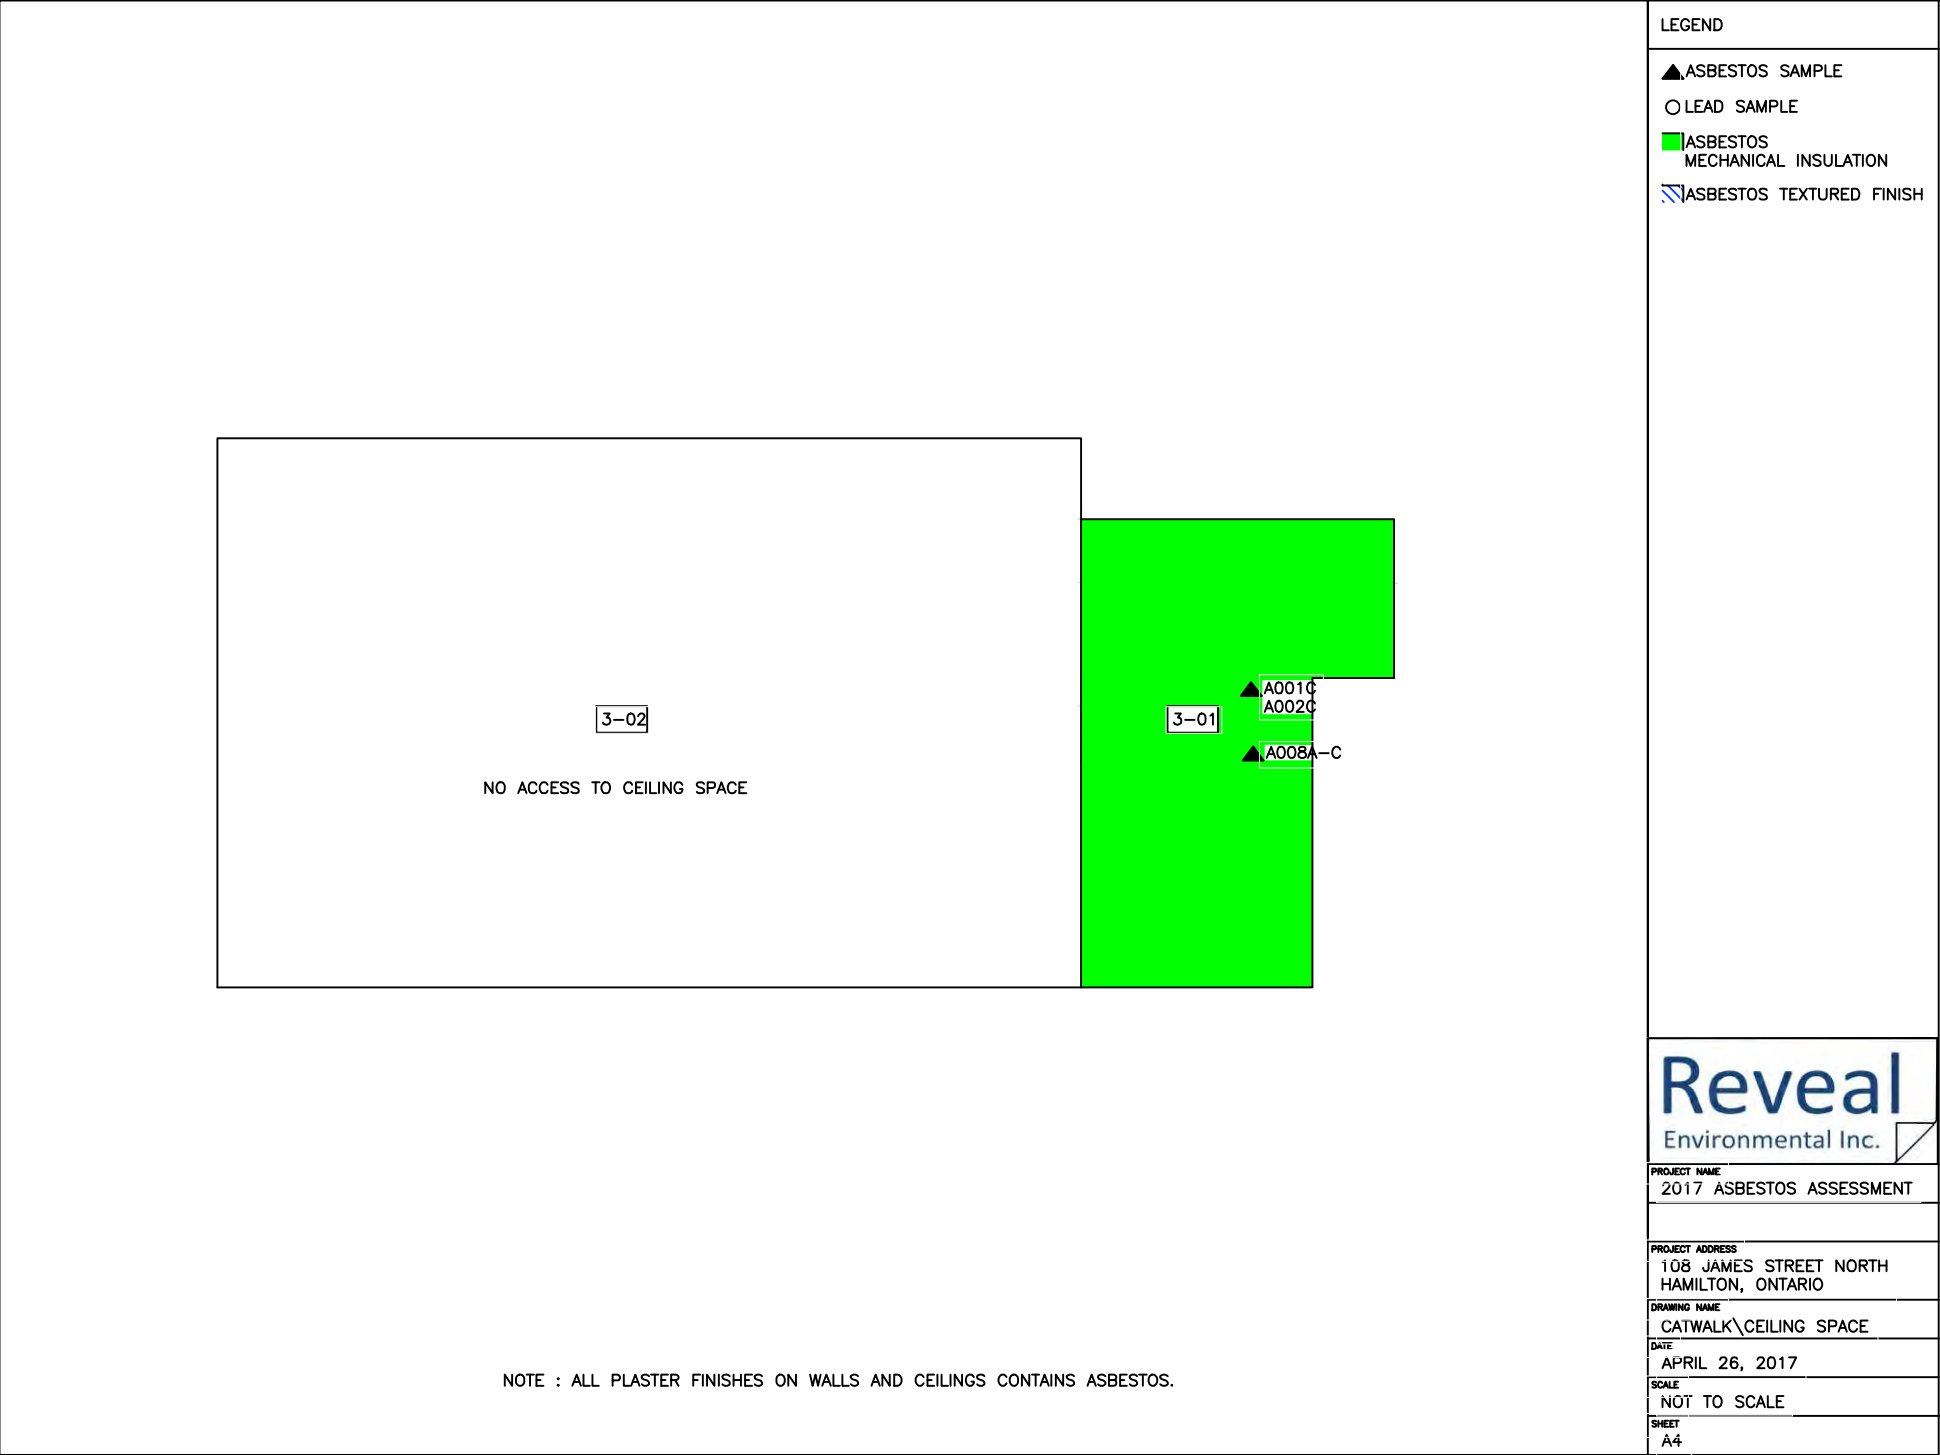 LEGEND
ASBESTOS SAMPLE
LEAD SAMPLE
ASBESTOS
MECHANICAL INSULATION
ASBESTOS TEXTURED FINISH
A001C
A002C
3-02
3-01
A008A-C
NO ACCESS TO CEILING SPACE
NOTE : ALL PLASTER FINISHES ON WALLS AND CEILINGS CONTAINS ASBESTOS.
Reveal
Environmental Inc.
PROJECT NAME
2017 ASBESTOS ASSESSMENT
PROJECT ADDRESS
108 JAMES STREET NORTH
HAMILTON, ONTARIO
DRAWING NAME
CATWALK\CEILING SPACE
DATE
APRIL 26, 2017
SCALE
NOT TO SCALE
SHEET
A4